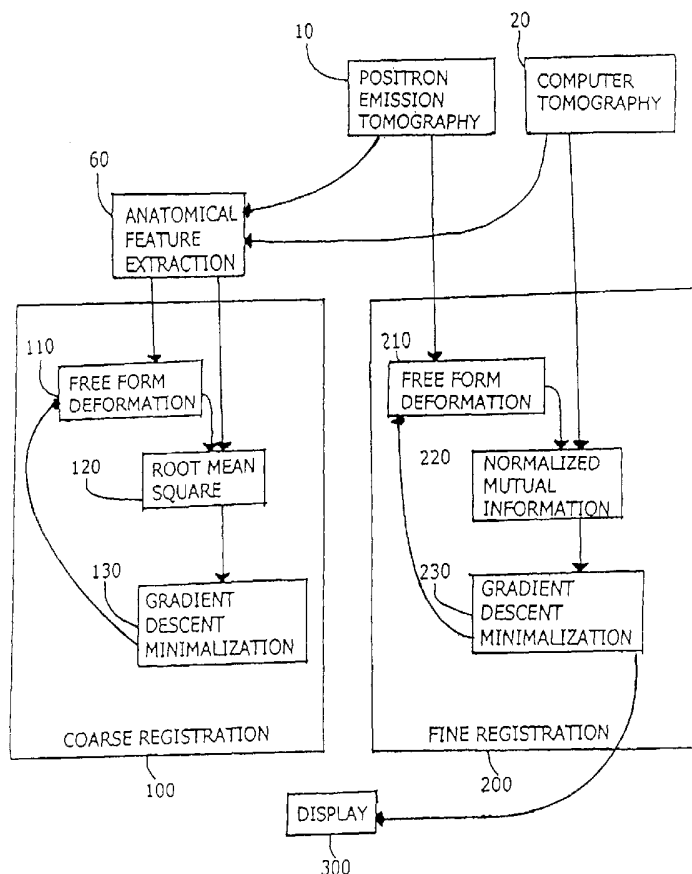 10
20
POSITRON
EMISSION
TOMOGRAPHY
COMPUTER
TOMOGRAPHY
60
ANATOMICAL
FEATURE
EXTRACTION
110
FREE FORM
DEFORMATION
120
ROOT MEAN
SQUARE
130
GRADIENT
DESCENT
MINIMALIZATION
COARSE REGISTRATION
100
210
FREE FORM
DEFORMATION
220
NORMALIZED
MUTUAL
INFORMATION
230
GRADIENT
DESCENT
MINIMALIZATION
FINE REGISTRATION
200
DISPLAY
300